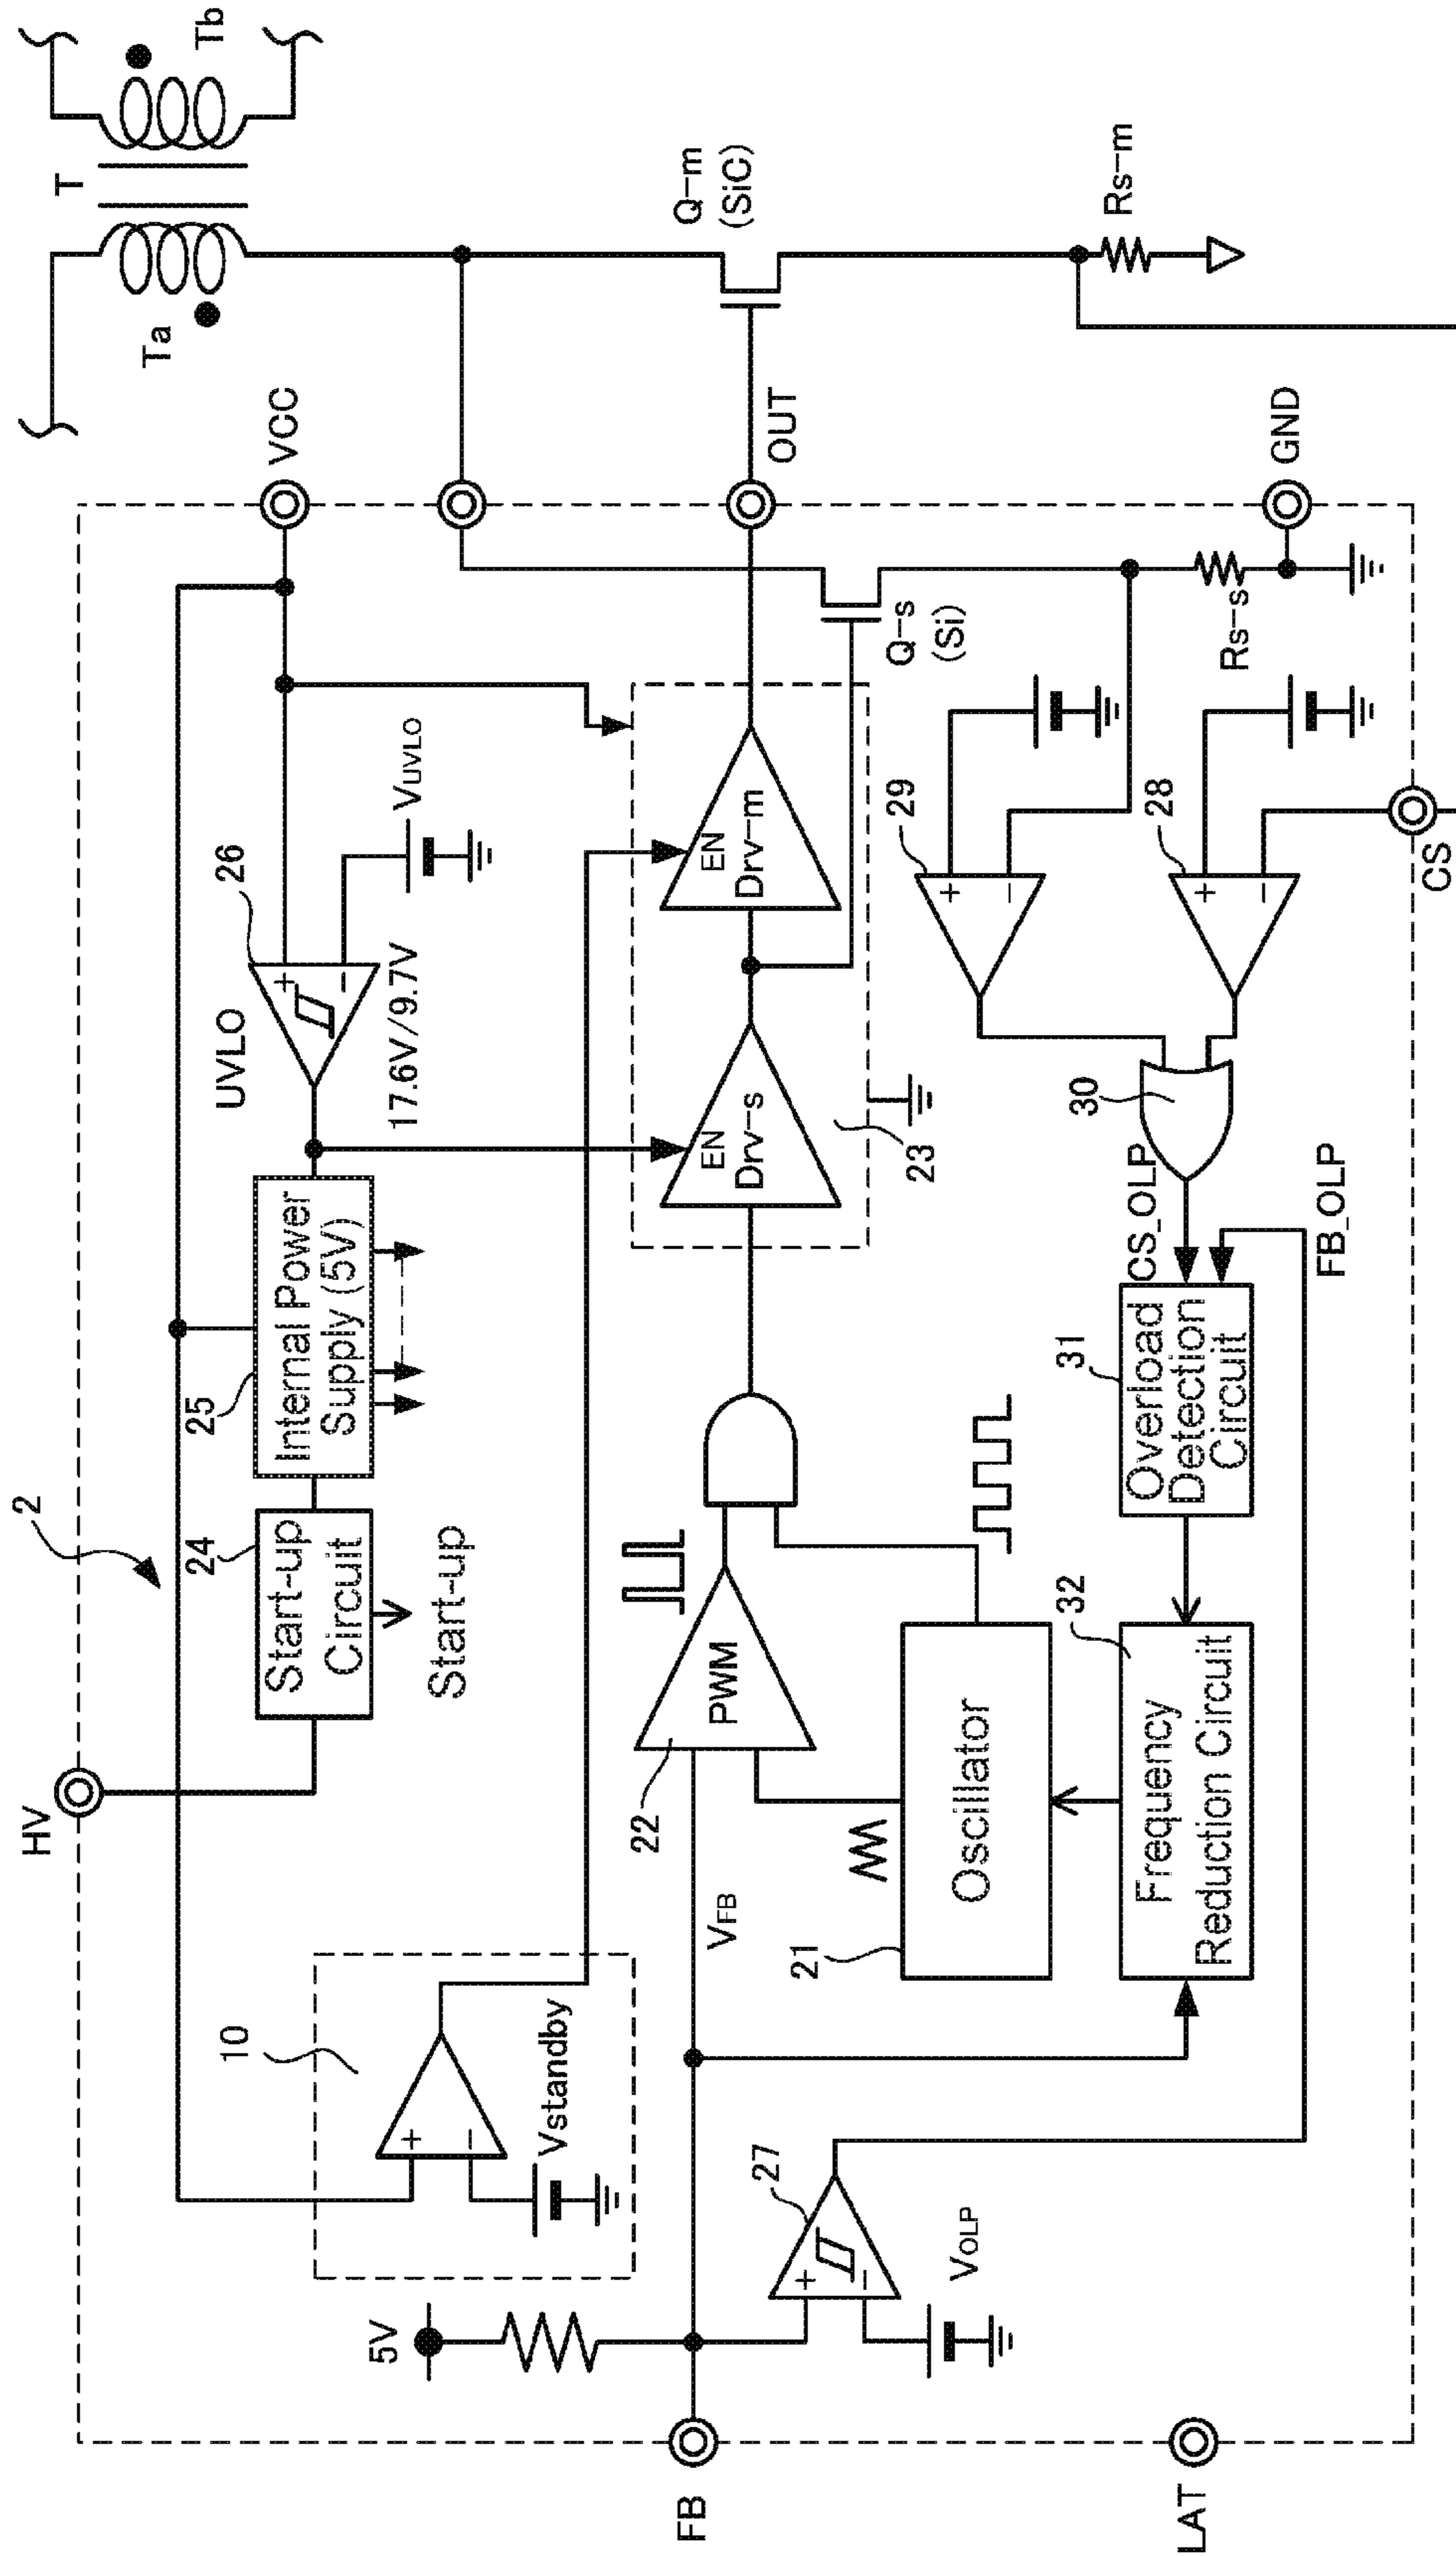 T
Ta
Tb
2
HV
VCC
24
Start-up
Circuit
Start-up
25
Internal Power
Supply (5V)
UVLO
26
+
−
17.6V/9.7V
VUVLO
10
+
−
Vstandby
5V
FB
VFB
22
PWM
EN
Drv-s
EN
Drv-m
23
OUT
Q-m
(SiC)
Q-s
(Si)
27
+
−
VOLP
21
Oscillator
32
Frequency
Reduction Circuit
31
Overload
Detection
Circuit
CS_OLP
FB_OLP
30
29
+
−
28
+
−
Rs-s
GND
Rs-m
LAT
CS